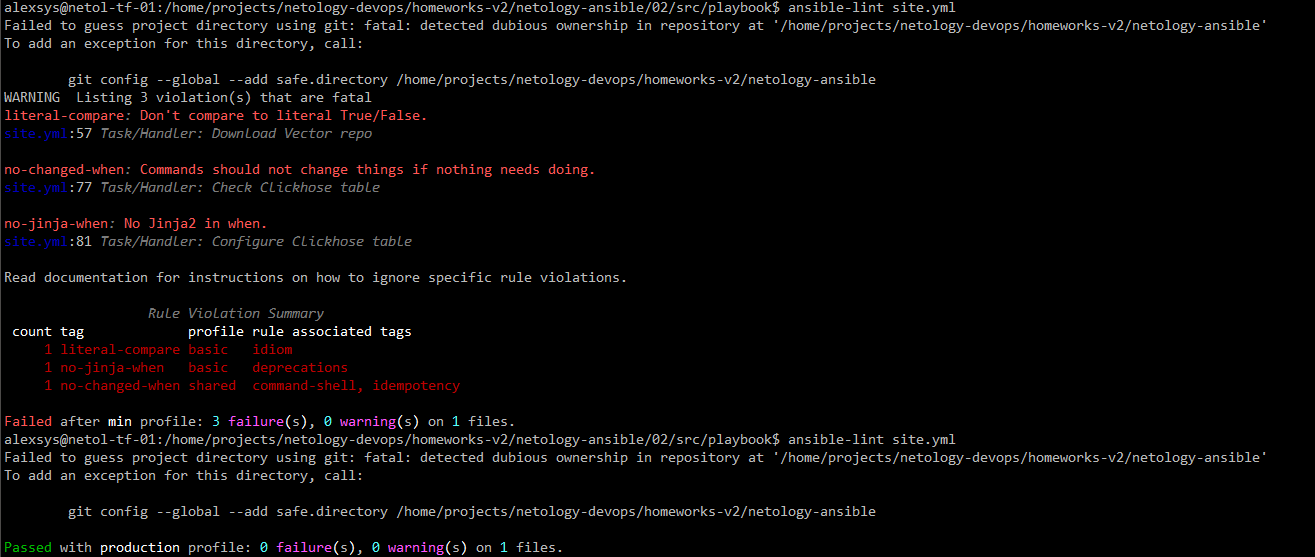 alexsys@netol-tf-01:/home/projects/netology-devops/homeworks-v2/netology-ansible/02/src/playbook$ ansible-lint site.yml
Failed to guess project directory using git: fatal: detected dubious ownership in repository at '/home/projects/netology-devops/homeworks-v2/netology-ansible'
To add an exception for this directory, call:
git config --global --add safe.directory /home/projects/netology-devops/homeworks-v2/netology-ansible
WARNING  Listing 3 violation(s) that are fatal
literal-compare: Don't compare to literal True/False.
site.yml:57 Task/Handler: Download Vector repo
no-changed-when: Commands should not change things if nothing needs doing.
site.yml:77 Task/Handler: Check Clickhose table
no-jinja-when: No Jinja2 in when.
site.yml:81 Task/Handler: Configure Clickhose table
Read documentation for instructions on how to ignore specific rule violations.
Rule Violation Summary
count tag profile rule associated tags
1 literal-compare basic idiom
1 no-jinja-when basic deprecations
1 no-changed-when shared command-shell, idempotency
Failed after min profile: 3 failure(s), 0 warning(s) on 1 files.
alexsys@netol-tf-01:/home/projects/netology-devops/homeworks-v2/netology-ansible/02/src/playbook$ ansible-lint site.yml
Failed to guess project directory using git: fatal: detected dubious ownership in repository at '/home/projects/netology-devops/homeworks-v2/netology-ansible'
To add an exception for this directory, call:
git config --global --add safe.directory /home/projects/netology-devops/homeworks-v2/netology-ansible
Passed with production profile: 0 failure(s), 0 warning(s) on 1 files.